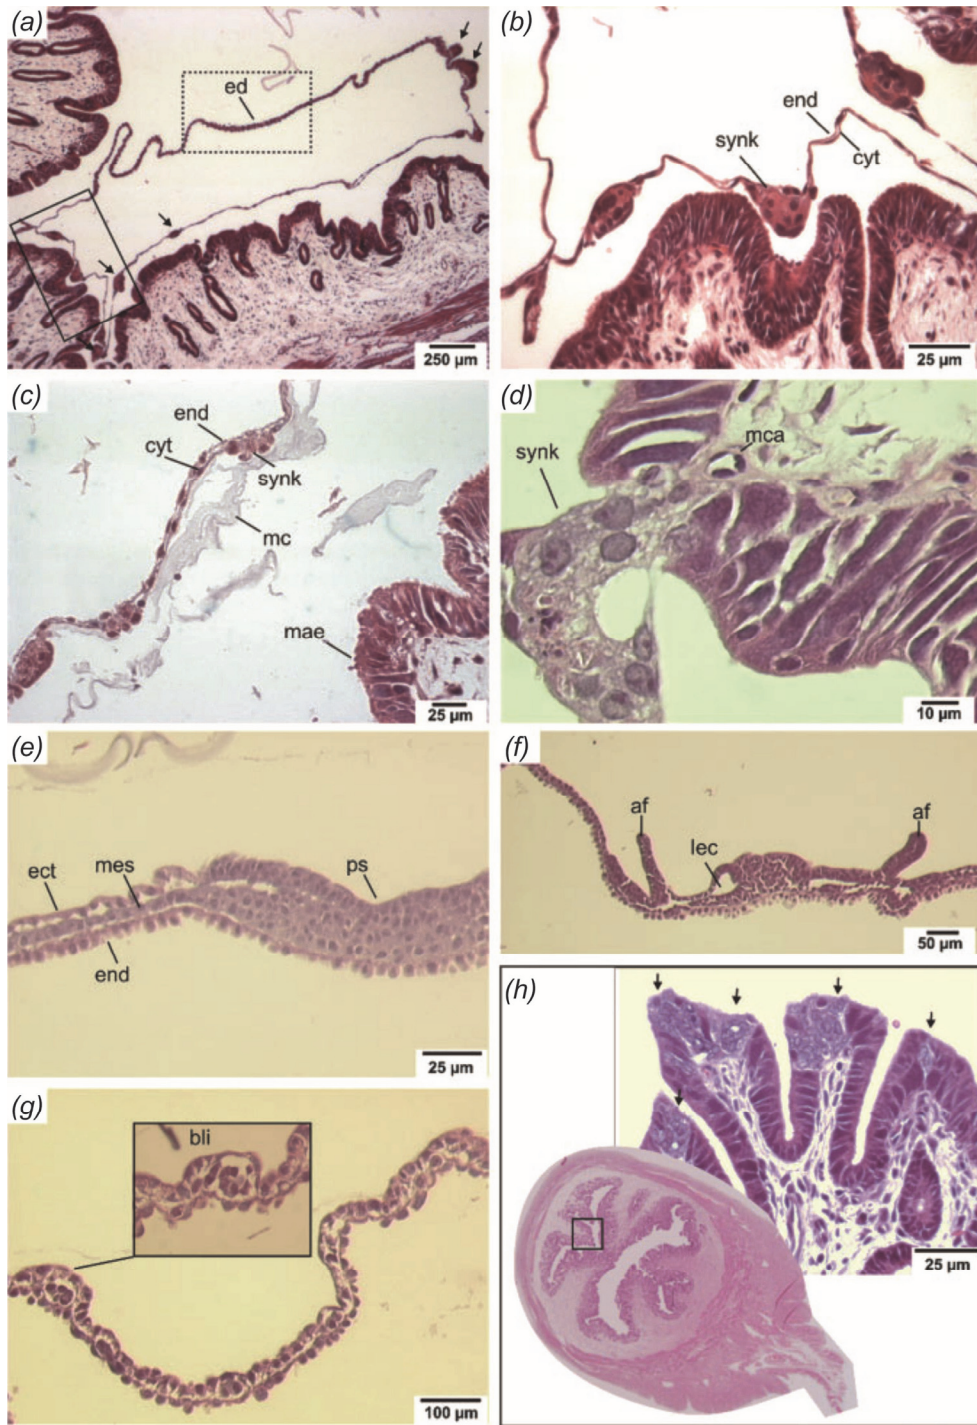 (a)
ed
250 µm
(b)
end
synk
cyt
25 µm
(c)
end
cyt
synk
mc
mae
25 µm
(d)
mca
synk
10 µm
(e)
ps
mes
ect
end
25 µm
(f)
af
af
lec
50 µm
(g)
bli
100 µm
(h)
25 µm